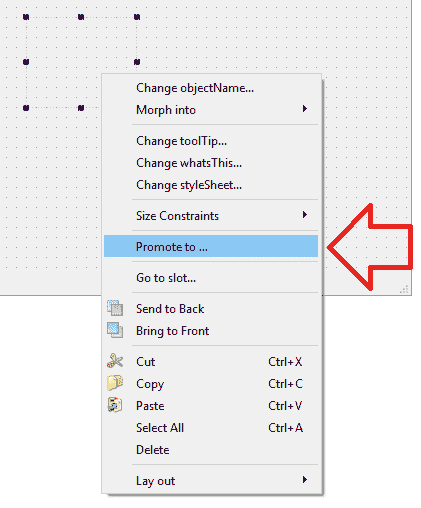 Change objectName...
Morph into
Change toolTip...
Change whatsThis...
Change styleSheet...
Size Constraints
Promote to ...
Go to slot...
Send to Back
Bring to Front
Cut Ctrl+X
Copy Ctrl+C
Paste Ctrl+V
Select All Ctrl+A
Delete
Lay out